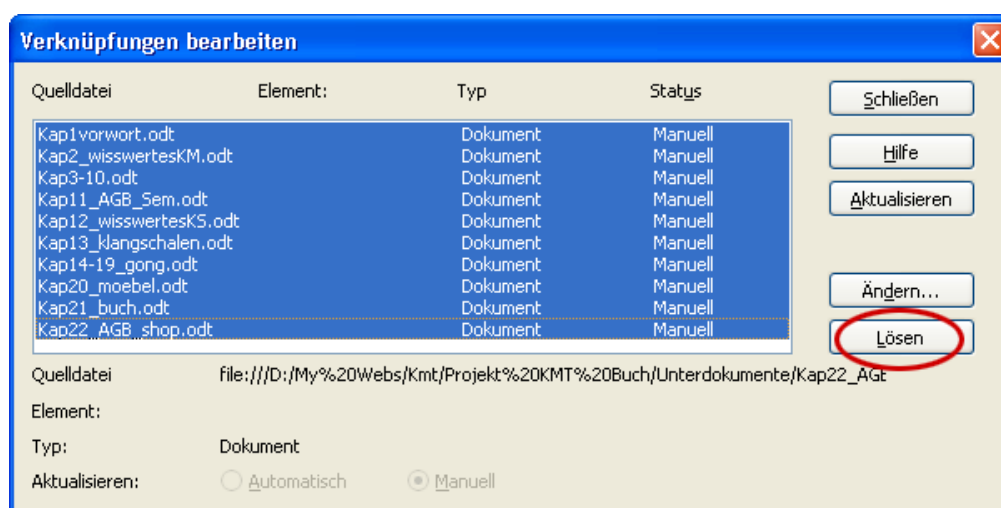 Verknüpfungen bearbeiten
Quelldatei Element: Typ Status
Schließen
Kap1vorwort.odt Dokument Manuell
Kap2_wisswertesKM.odt Dokument Manuell
Hilfe
Kap3-10.odt Dokument Manuell
Kap11_AGB_Sem.odt Dokument Manuell
Aktualisieren
Kap12_wisswertesKS.odt Dokument Manuell
Kap13_klangschalen.odt Dokument Manuell
Kap14-19_gong.odt Dokument Manuell
Kap20_moebel.odt Dokument Manuell
Ändern...
Kap21_buch.odt Dokument Manuell
Kap22_AGB_shop.odt Dokument Manuell
Lösen
Quelldatei file:///D:/My%20Webs/Kmt/Projekt%20KMT%20Buch/Unterdokumente/Kap22_AGB
Element:
Typ: Dokument
Aktualisieren: Automatisch Manuell